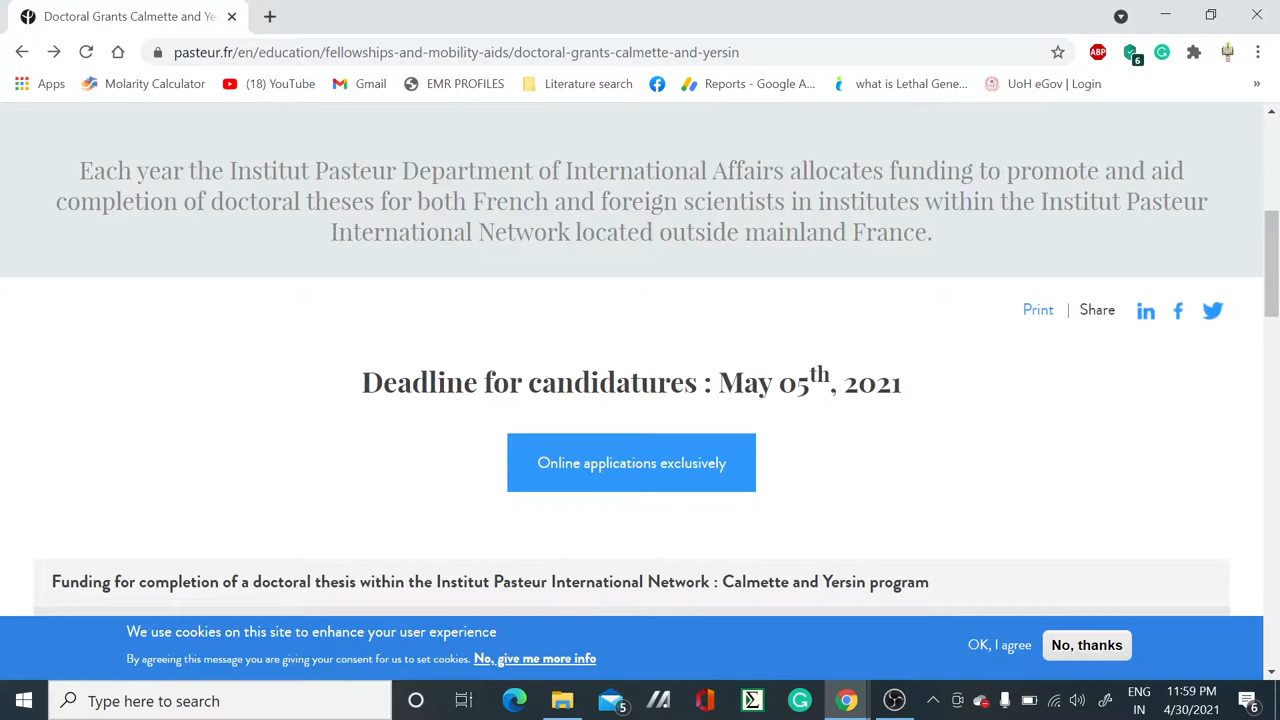 Doctoral Grants Calmette and Ye
pasteur.fr/en/education/fellowships-and-mobility-aids/doctoral-grants-calmette-and-yersin
ABP
6
Apps
Molarity Calculator
(18) YouTube
Gmail
EMR PROFILES
Literature search
Reports - Google A...
what is Lethal Gene...
UoH eGov | Login
»
Each year the Institut Pasteur Department of International Affairs allocates funding to promote and aid
completion of doctoral theses for both French and foreign scientists in institutes within the Institut Pasteur
International Network located outside mainland France.
Print | Share
Deadline for candidatures : May 05th, 2021
Online applications exclusively
Funding for completion of a doctoral thesis within the Institut Pasteur International Network : Calmette and Yersin program
We use cookies on this site to enhance your user experience
By agreeing this message you are giving your consent for us to set cookies. No, give me more info
OK, I agree
No, thanks
Type here to search
5
ENG
IN
11:59 PM
4/30/2021
6